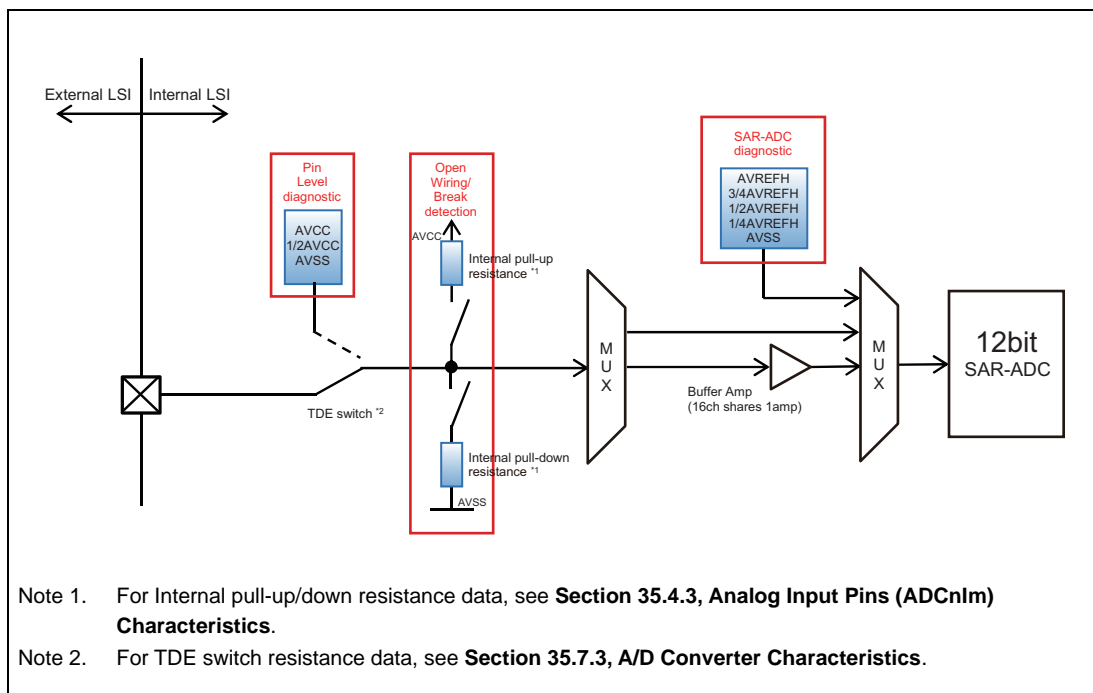 External LSI
Internal LSI
Pin
Level
diagnostic
AVCC
1/2AVCC
AVSS
TDE switch *2
Open
Wiring/
Break
detection
AVCC
Internal pull-up
resistance *1
Internal pull-down
resistance *1
AVSS
MUX
Buffer Amp
(16ch shares 1amp)
SAR-ADC
diagnostic
AVREFH
3/4AVREFH
1/2AVREFH
1/4AVREFH
AVSS
MUX
12bit
SAR-ADC
Note 1. For Internal pull-up/down resistance data, see Section 35.4.3, Analog Input Pins (ADCnIm)
Characteristics.
Note 2. For TDE switch resistance data, see Section 35.7.3, A/D Converter Characteristics.